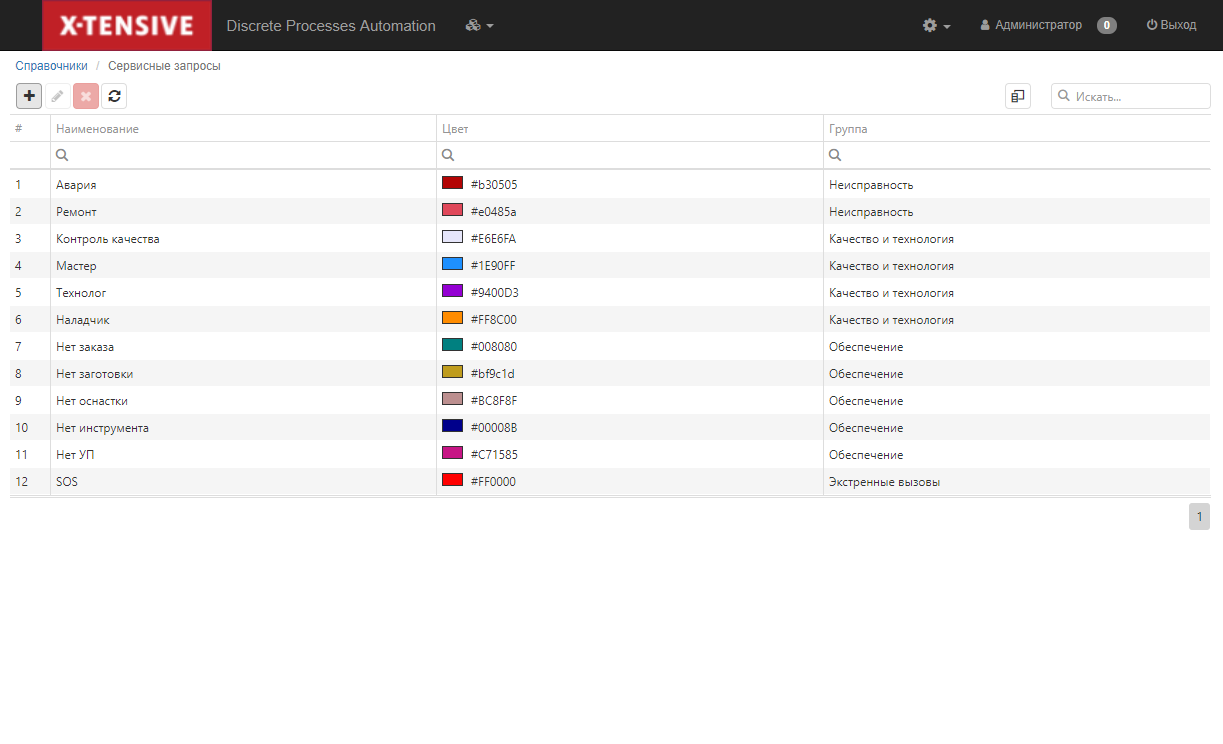 X-TENSIVE Discrete Processes Automation Администратор 0 Выход
Справочники / Сервисные запросы
Искать...
# Наименование Цвет Группа
1 Авария #b30505 Неисправность
2 Ремонт #e0485a Неисправность
3 Контроль качества #E6E6FA Качество и технология
4 Мастер #1E90FF Качество и технология
5 Технолог #9400D3 Качество и технология
6 Наладчик #FF8C00 Качество и технология
7 Нет заказа #008080 Обеспечение
8 Нет заготовки #bf9c1d Обеспечение
9 Нет оснастки #BC8F8F Обеспечение
10 Нет инструмента #00008B Обеспечение
11 Нет УП #C71585 Обеспечение
12 SOS #FF0000 Экстренные вызовы
1